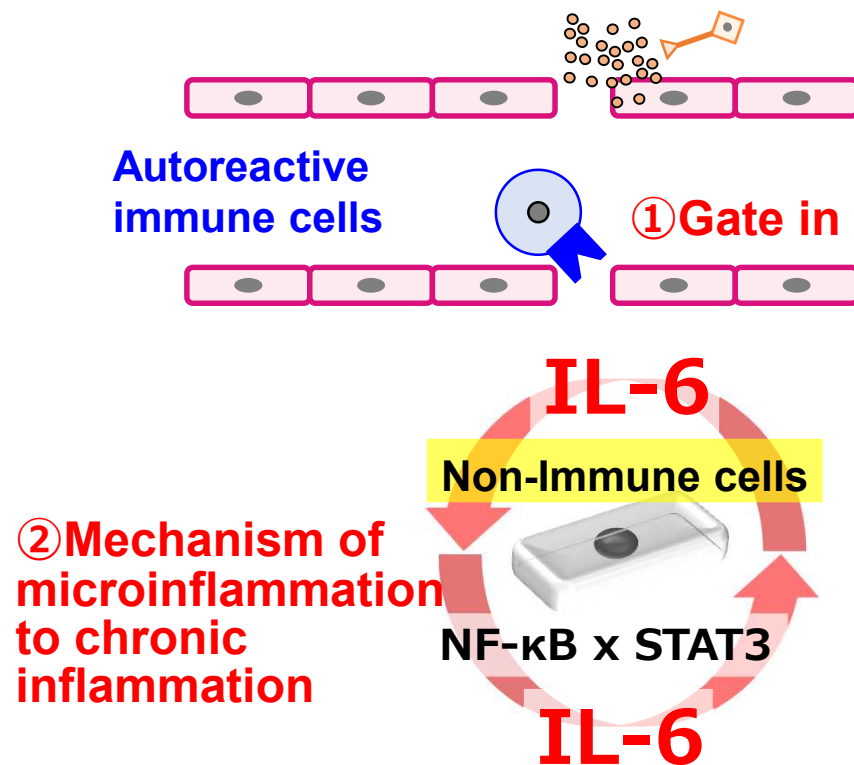 Autoreactive
immune cells
①Gate in
IL-6
Non-Immune cells
②Mechanism of
microinflammation
to chronic
inflammation
NF-κB x STAT3
IL-6